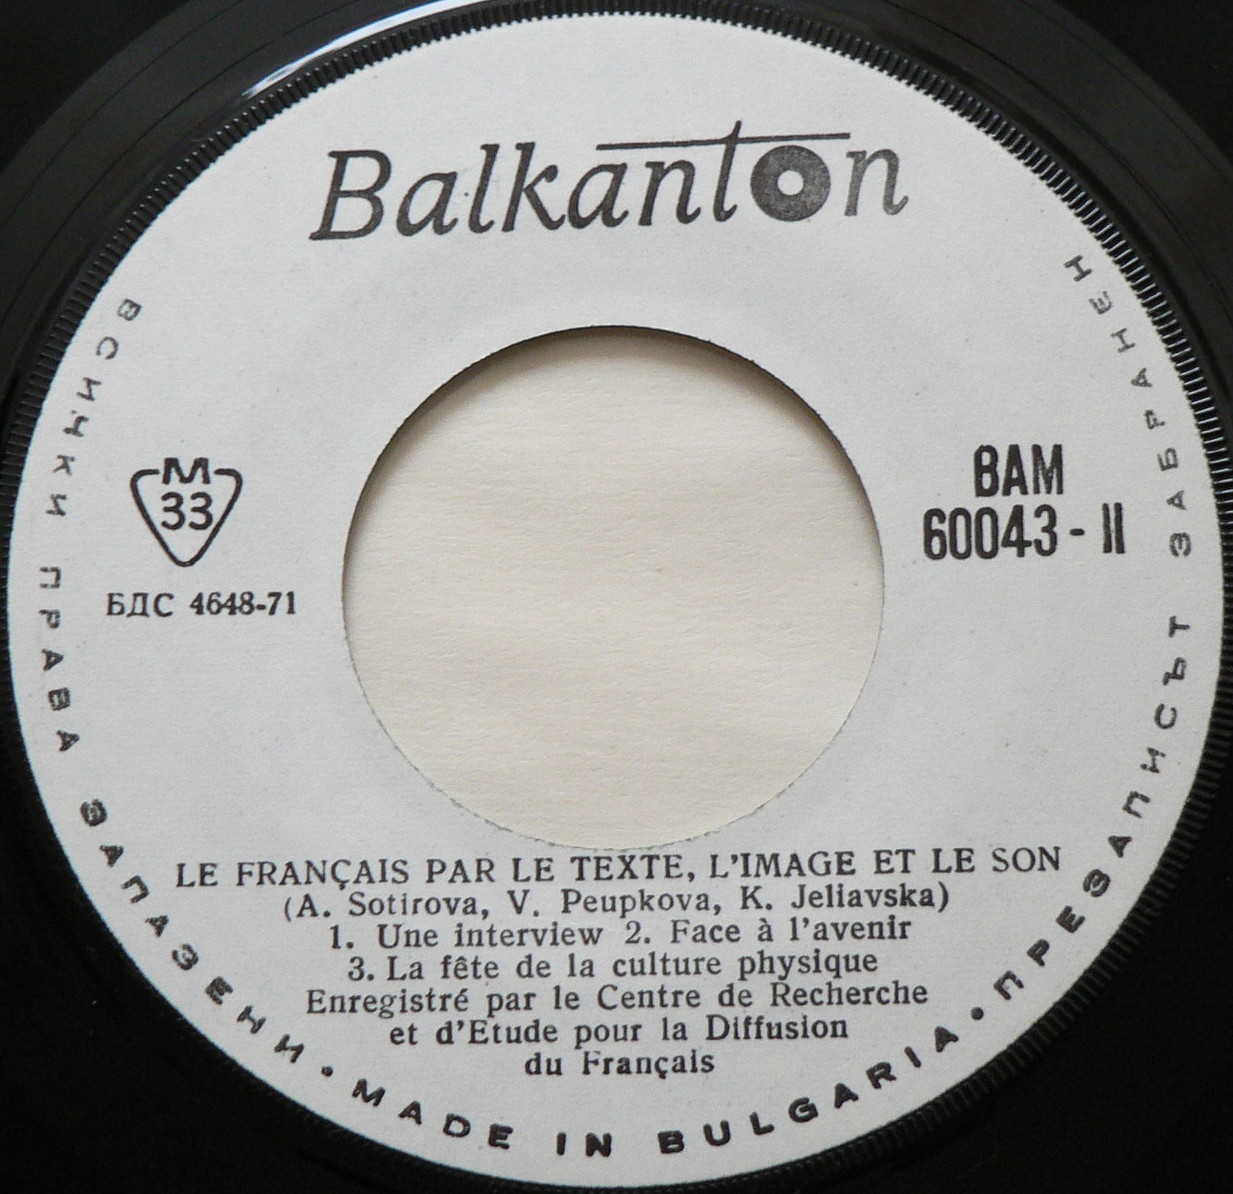 Balkanton
ВСИЧКИ ПРАВА ЗАПАЗЕНИ • MADE IN BULGARIA • ПРЕЗАПИСЪТ ЗАБРАНЕН
M
33
БДС 4648-71
BAM
60043 - II
LE FRANÇAIS PAR LE TEXTE, L'IMAGE ET LE SON
(A. Sotirova, V. Peupkova, K. Jeliavska)
1. Une interview 2. Face à l'avenir
3. La fête de la culture physique
Enregistré par le Centre de Recherche
et d'Etude pour la Diffusion
du Français